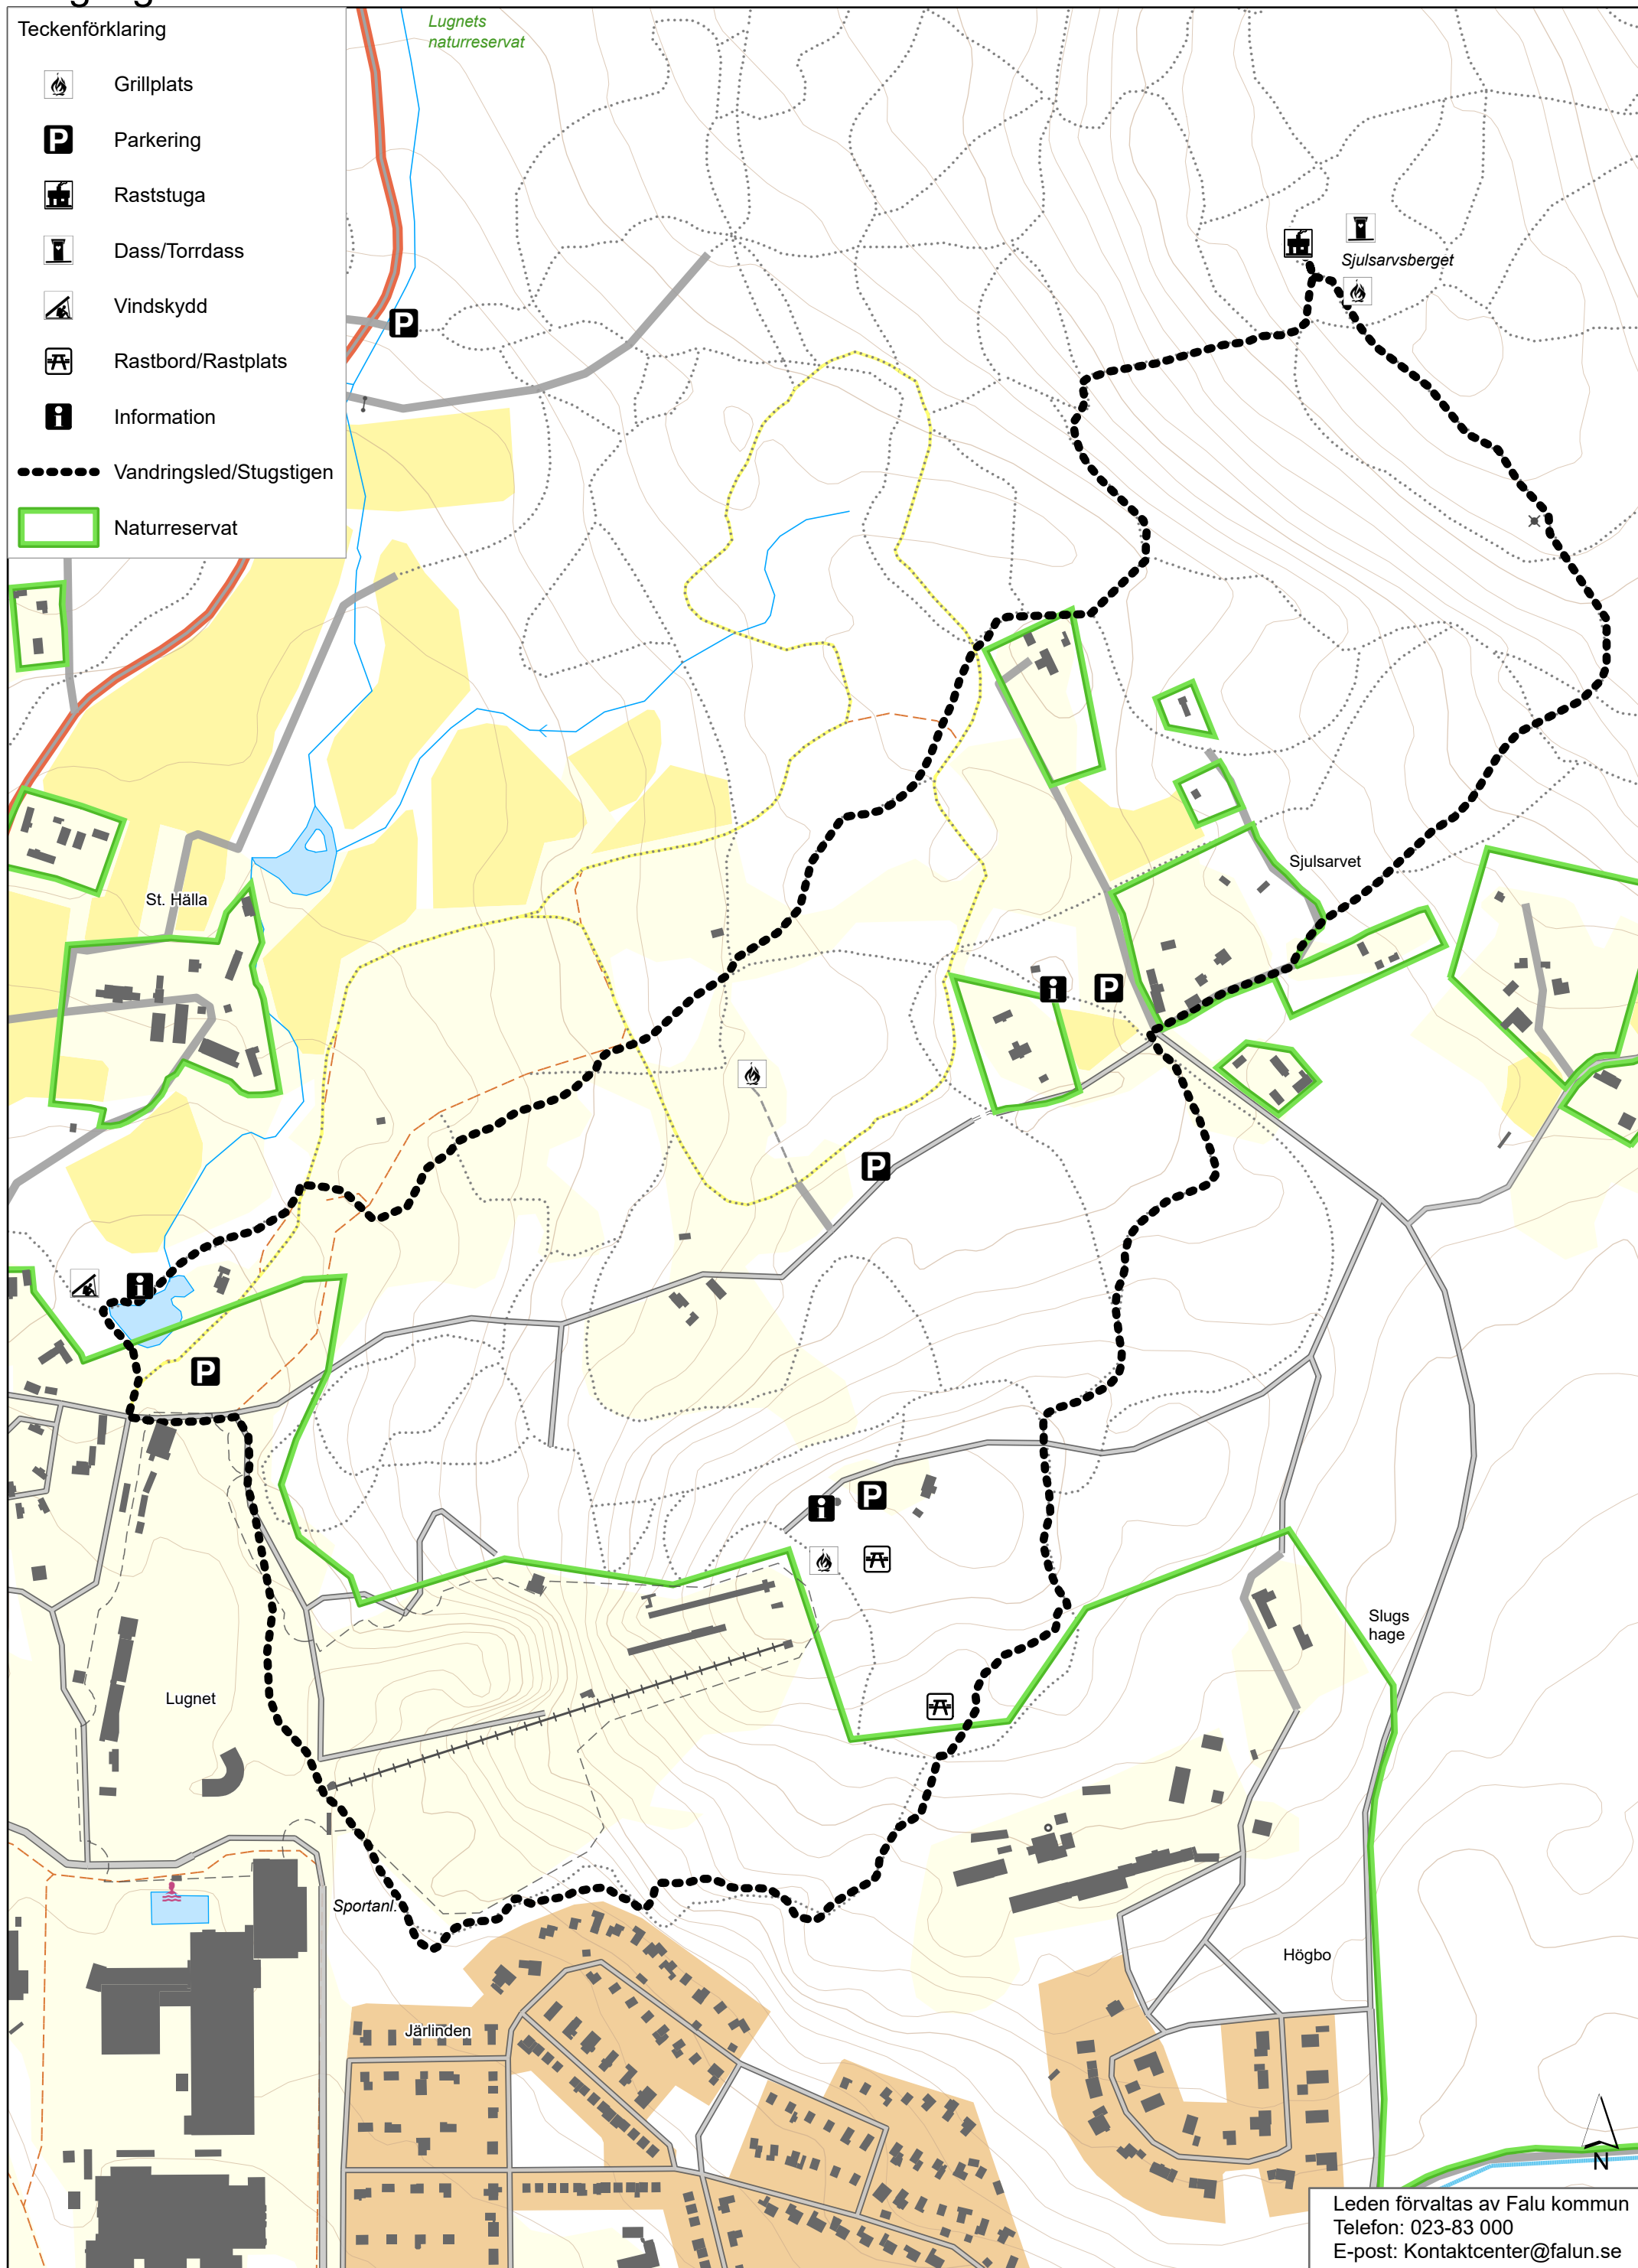 Teckenförklaring
Grillplats
Parkering
Raststuga
Dass/Torrdass
Vindskydd
Rastbord/Rastplats
Information
Vandringsled/Stugstigen
Naturreservat
Lugnets
naturreservat
P
Sjulsarvsberget
Sjulsarvet
St. Hälla
i
P
P
i
P
i
P
Slugs
hage
Lugnet
Sportanl.
Högbo
Järlinden
N
Leden förvaltas av Falu kommun
Telefon: 023-83 000
E-post: Kontaktcenter@falun.se